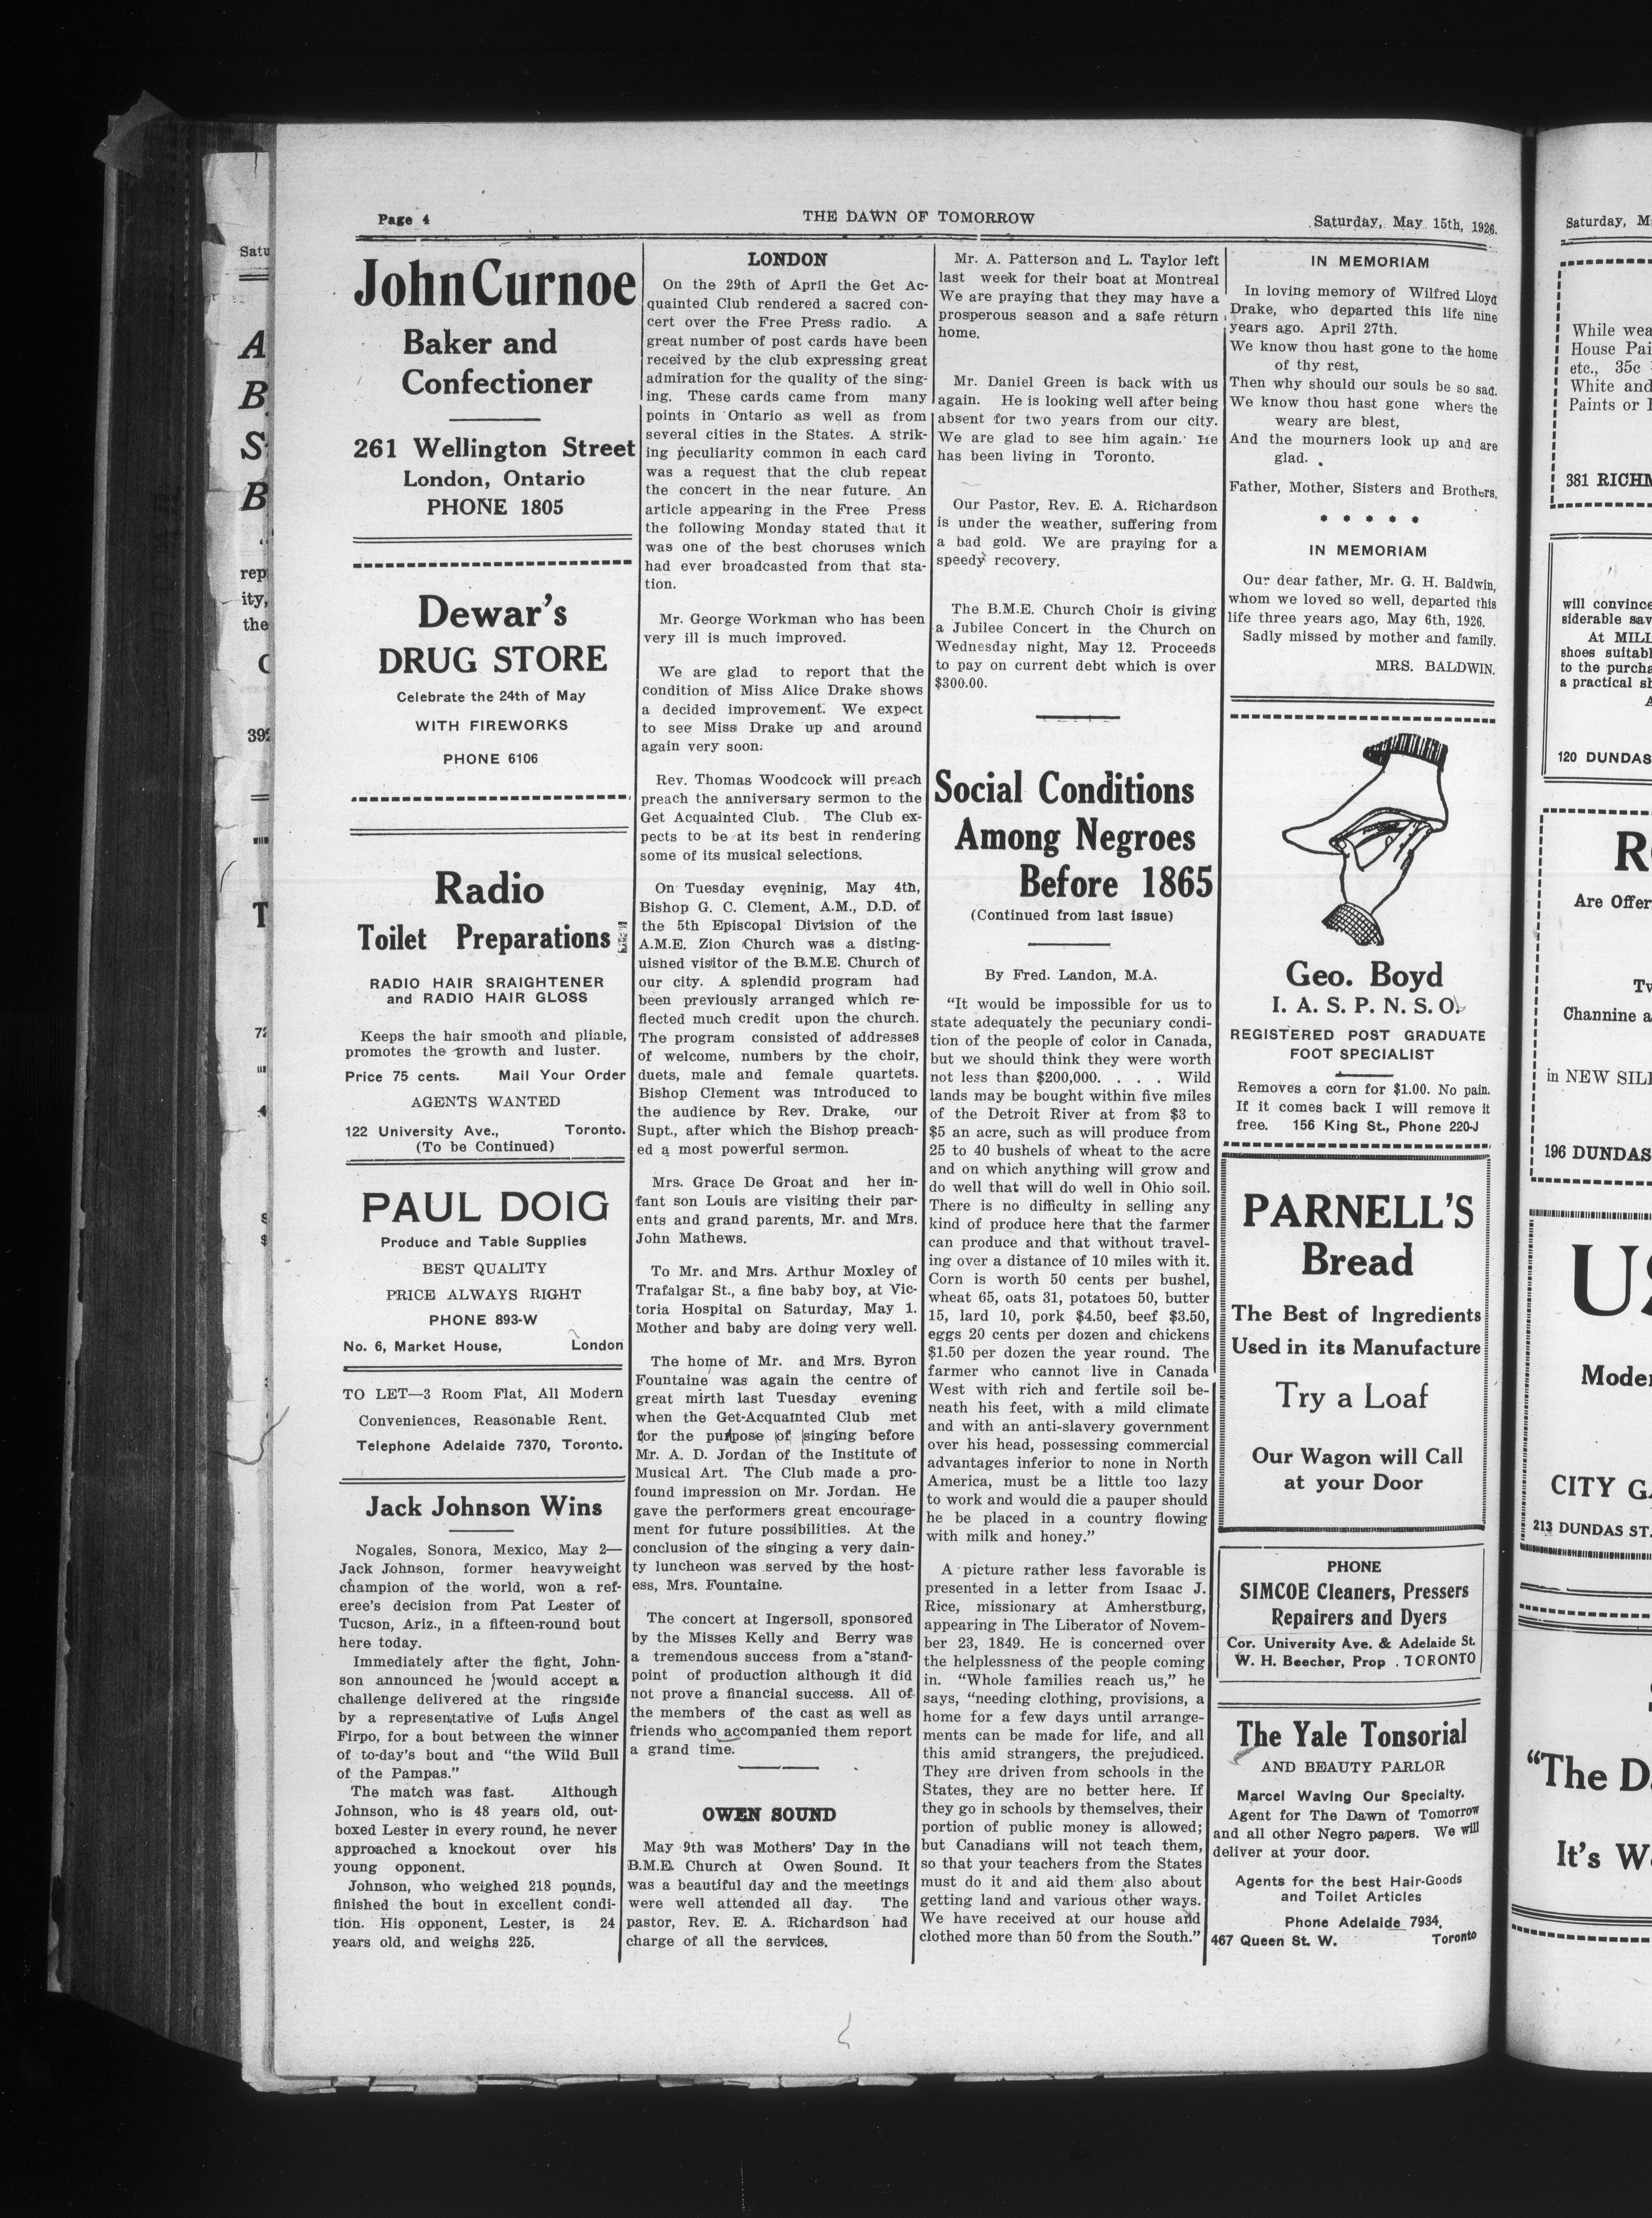 Page 4
THE DAWN OF TOMORROW
Saturday, May 15th, 1926.
John Curnoe
Baker and
Confectioner
261 Wellington Street
London, Ontario
PHONE 1805
Dewar's
DRUG STORE
Celebrate the 24th of May
WITH FIREWORKS
PHONE 6106
Radio
Toilet Preparations
RADIO HAIR SRAIGHTENER
and RADIO HAIR GLOSS
Keeps the hair smooth and pliable,
promotes the growth and luster.
Price 75 cents. Mail Your Order
AGENTS WANTED
122 University Ave., Toronto.
(To be Continued)
PAUL DOIG
Produce and Table Supplies
BEST QUALITY
PRICE ALWAYS RIGHT
PHONE 893-W
No. 6, Market House, London
TO LET—3 Room Flat, All Modern
Conveniences, Reasonable Rent.
Telephone Adelaide 7370, Toronto.
Jack Johnson Wins
Nogales, Sonora, Mexico, May 2—
Jack Johnson, former heavyweight
champion of the world, won a ref-
eree's decision from Pat Lester of
Tucson, Ariz., in a fifteen-round bout
here today.
Immediately after the fight, John-
son announced he would accept a
challenge delivered at the ringside
by a representative of Luis Angel
Firpo, for a bout between the winner
of to-day's bout and "the Wild Bull
of the Pampas."
The match was fast. Although
Johnson, who is 48 years old, out-
boxed Lester in every round, he never
approached a knockout over his
young opponent.
Johnson, who weighed 218 pounds,
finished the bout in excellent condi-
tion. His opponent, Lester, is 24
years old, and weighs 225.
LONDON
On the 29th of April the Get Ac-
quainted Club rendered a sacred con-
cert over the Free Press radio. A
great number of post cards have been
received by the club expressing great
admiration for the quality of the sing-
ing. These cards came from many
points in Ontario as well as from
several cities in the States. A strik-
ing peculiarity common in each card
was a request that the club repeat
the concert in the near future. An
article appearing in the Free Press
the following Monday stated that it
was one of the best choruses which
had ever broadcasted from that sta-
tion.
Mr. George Workman who has been
very ill is much improved.
We are glad to report that the
condition of Miss Alice Drake shows
a decided improvement. We expect
to see Miss Drake up and around
again very soon.
Rev. Thomas Woodcock will preach
preach the anniversary sermon to the
Get Acquainted Club. The Club ex-
pects to be at its best in rendering
some of its musical selections.
On Tuesday eveninig, May 4th,
Bishop G. C. Clement, A.M., D.D. of
the 5th Episcopal Division of the
A.M.E. Zion Church was a disting-
uished visitor of the B.M.E. Church of
our city. A splendid program had
been previously arranged which re-
flected much credit upon the church.
The program consisted of addresses
of welcome, numbers by the choir,
duets, male and female quartets.
Bishop Clement was introduced to
the audience by Rev. Drake, our
Supt., after which the Bishop preach-
ed a most powerful sermon.
Mrs. Grace De Groat and her in-
fant son Louis are visiting their par-
ents and grand parents, Mr. and Mrs.
John Mathews.
To Mr. and Mrs. Arthur Moxley of
Trafalgar St., a fine baby boy, at Vic-
toria Hospital on Saturday, May 1.
Mother and baby are doing very well.
The home of Mr. and Mrs. Byron
Fountaine was again the centre of
great mirth last Tuesday evening
when the Get-Acquainted Club met
for the purpose of singing before
Mr. A. D. Jordan of the Institute of
Musical Art. The Club made a pro-
found impression on Mr. Jordan. He
gave the performers great encourage-
ment for future possibilities. At the
conclusion of the singing a very dain-
ty luncheon was served by the host-
ess, Mrs. Fountaine.
The concert at Ingersoll, sponsored
by the Misses Kelly and Berry was
a tremendous success from a stand-
point of production although it did
not prove a financial success. All of
the members of the cast as well as
friends who accompanied them report
a grand time.
OWEN SOUND
May 9th was Mothers' Day in the
B.M.E. Church at Owen Sound. It
was a beautiful day and the meetings
were well attended all day. The
pastor, Rev. E. A. Richardson had
charge of all the services.
Mr. A. Patterson and L. Taylor left
last week for their boat at Montreal
We are praying that they may have a
prosperous season and a safe return
home.
Mr. Daniel Green is back with us
again. He is looking well after being
absent for two years from our city.
We are glad to see him again. He
has been living in Toronto.
Our Pastor, Rev. E. A. Richardson
is under the weather, suffering from
a bad gold. We are praying for a
speedy recovery.
The B.M.E. Church Choir is giving
a Jubilee Concert in the Church on
Wednesday night, May 12. Proceeds
to pay on current debt which is over
$300.00.
Social Conditions
Among Negroes
Before 1865
(Continued from last issue)
By Fred. Landon, M.A.
"It would be impossible for us to
state adequately the pecuniary condi-
tion of the people of color in Canada,
but we should think they were worth
not less than $200,000. . . . Wild
lands may be bought within five miles
of the Detroit River at from $3 to
$5 an acre, such as will produce from
25 to 40 bushels of wheat to the acre
and on which anything will grow and
do well that will do well in Ohio soil.
There is no difficulty in selling any
kind of produce here that the farmer
can produce and that without travel-
ing over a distance of 10 miles with it.
Corn is worth 50 cents per bushel,
wheat 65, oats 31, potatoes 50, butter
15, lard 10, pork $4.50, beef $3.50,
eggs 20 cents per dozen and chickens
$1.50 per dozen the year round. The
farmer who cannot live in Canada
West with rich and fertile soil be-
neath his feet, with a mild climate
and with an anti-slavery government
over his head, possessing commercial
advantages inferior to none in North
America, must be a little too lazy
to work and would die a pauper should
he be placed in a country flowing
with milk and honey."
A picture rather less favorable is
presented in a letter from Isaac J.
Rice, missionary at Amherstburg,
appearing in The Liberator of Novem-
ber 23, 1849. He is concerned over
the helplessness of the people coming
in. "Whole families reach us," he
says, "needing clothing, provisions, a
home for a few days until arrange-
ments can be made for life, and all
this amid strangers, the prejudiced.
They are driven from schools in the
States, they are no better here. If
they go in schools by themselves, their
portion of public money is allowed;
but Canadians will not teach them,
so that your teachers from the States
must do it and aid them also about
getting land and various other ways.
We have received at our house and
clothed more than 50 from the South."
IN MEMORIAM
In loving memory of Wilfred Lloyd
Drake, who departed this life nine
years ago. April 27th.
We know thou hast gone to the home
of thy rest,
Then why should our souls be so sad.
We know thou hast gone where the
weary are blest,
And the mourners look up and are
glad.
Father, Mother, Sisters and Brothers.
* * * * *
IN MEMORIAM
Our dear father, Mr. G. H. Baldwin,
whom we loved so well, departed this
life three years ago, May 6th, 1926.
Sadly missed by mother and family.
MRS. BALDWIN.
Geo. Boyd
I. A. S. P. N. S. O.
REGISTERED POST GRADUATE
FOOT SPECIALIST
Removes a corn for $1.00. No pain.
If it comes back I will remove it
free. 156 King St., Phone 220-J
PARNELL'S
Bread
The Best of Ingredients
Used in its Manufacture
Try a Loaf
Our Wagon will Call
at your Door
PHONE
SIMCOE Cleaners, Pressers
Repairers and Dyers
Cor. University Ave. & Adelaide St.
W. H. Beecher, Prop . TORONTO
The Yale Tonsorial
AND BEAUTY PARLOR
Marcel Waving Our Specialty.
Agent for The Dawn of Tomorrow
and all other Negro papers. We will
deliver at your door.
Agents for the best Hair-Goods
and Toilet Articles
Phone Adelaide 7934.
467 Queen St. W. Toronto
Saturday, M
While wea
House Pai
etc., 35c
White and
Paints or
381 RICHM
will convince
siderable sav
At MILL
shoes suitabl
to the purcha
a practical sh
120 DUNDAS
Are Offer
Channine a
in NEW SIL
196 DUNDAS
Moder
CITY GA
213 DUNDAS ST.
"The D
It's W
Satu
A
B
S
B
rep
ity,
the